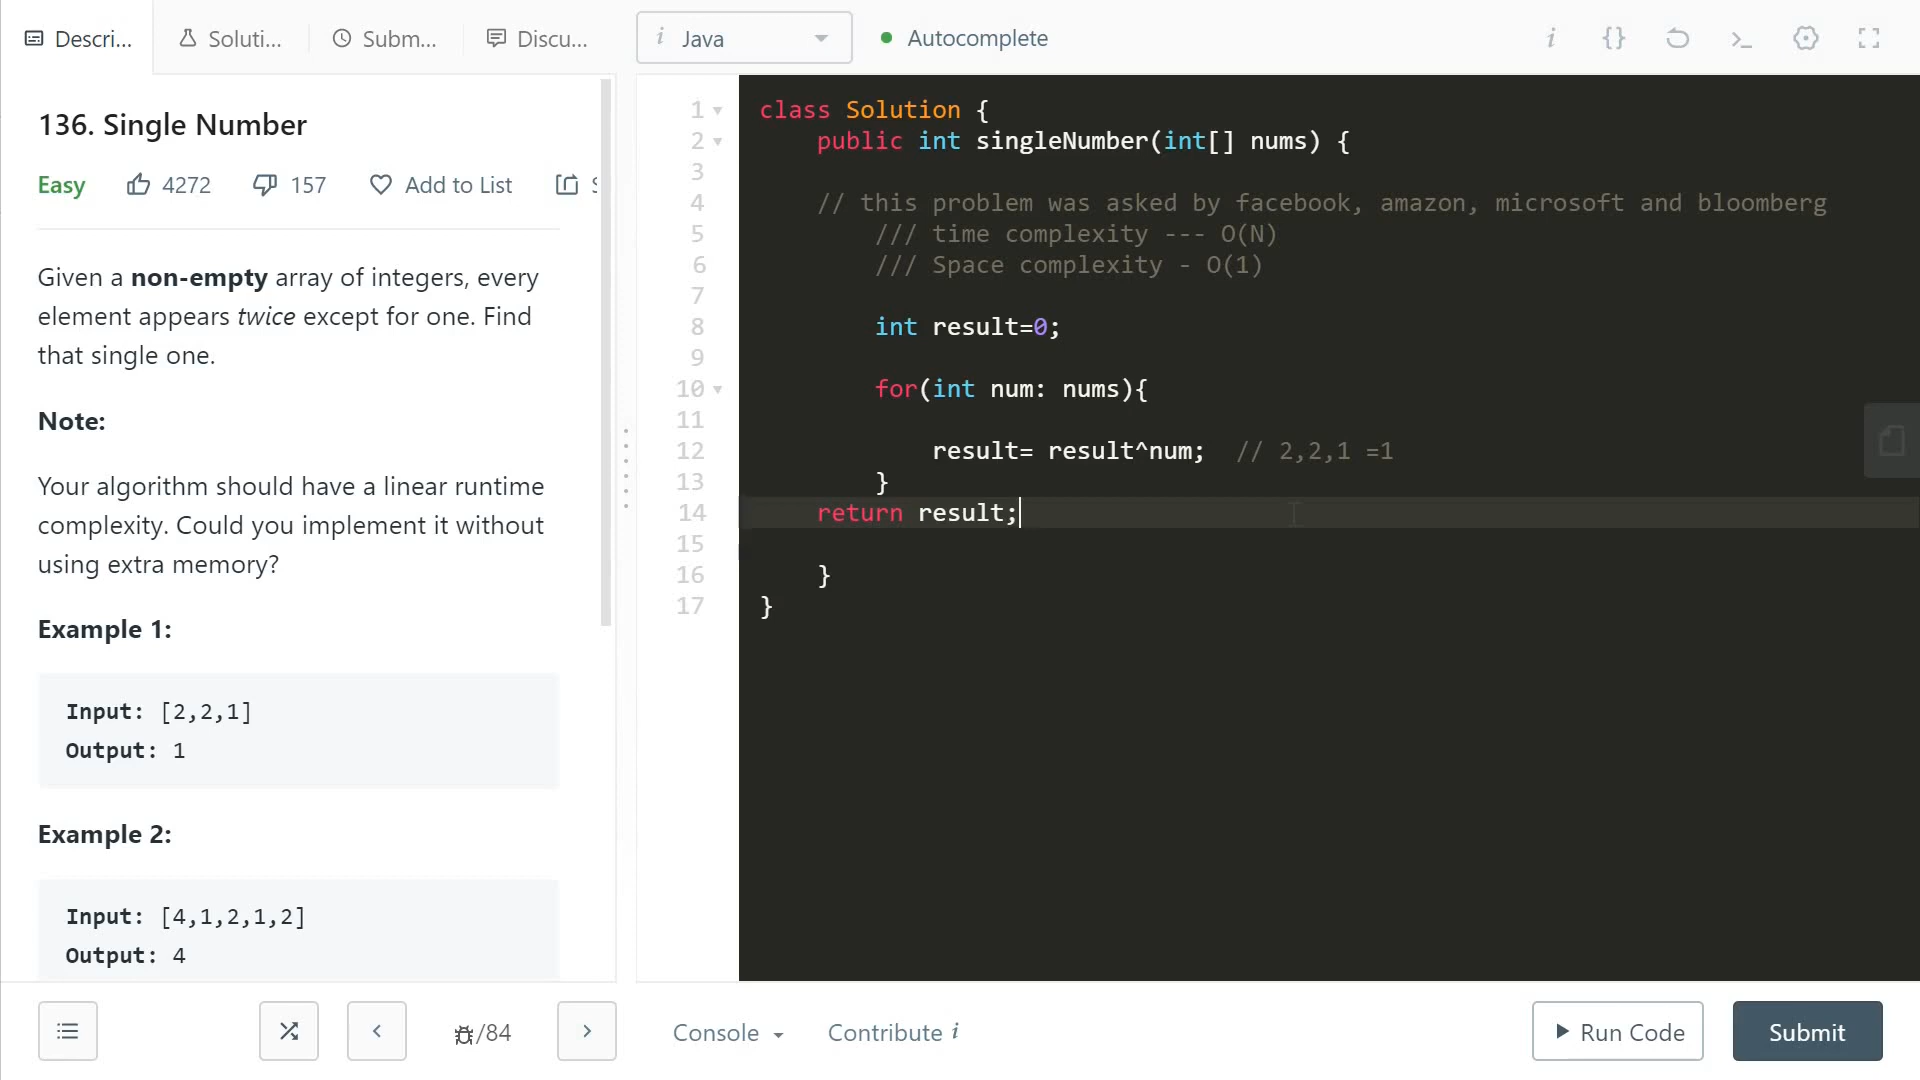 Descri...
Soluti...
Subm...
Discu...
i Java
Autocomplete
i {} >_
136. Single Number
Easy 4272 157 Add to List
Given a non-empty array of integers, every
element appears twice except for one. Find
that single one.
Note:
Your algorithm should have a linear runtime
complexity. Could you implement it without
using extra memory?
Example 1:
Input: [2,2,1]
Output: 1
Example 2:
Input: [4,1,2,1,2]
Output: 4
1 class Solution {
2 public int singleNumber(int[] nums) {
3
4 // this problem was asked by facebook, amazon, microsoft and bloomberg
5 /// time complexity --- O(N)
6 /// Space complexity - O(1)
7
8 int result=0;
9
10 for(int num: nums){
11
12 result= result^num; // 2,2,1 =1
13 }
14 return result;
15
16 }
17 }
/84
Console
Contribute i
Run Code
Submit